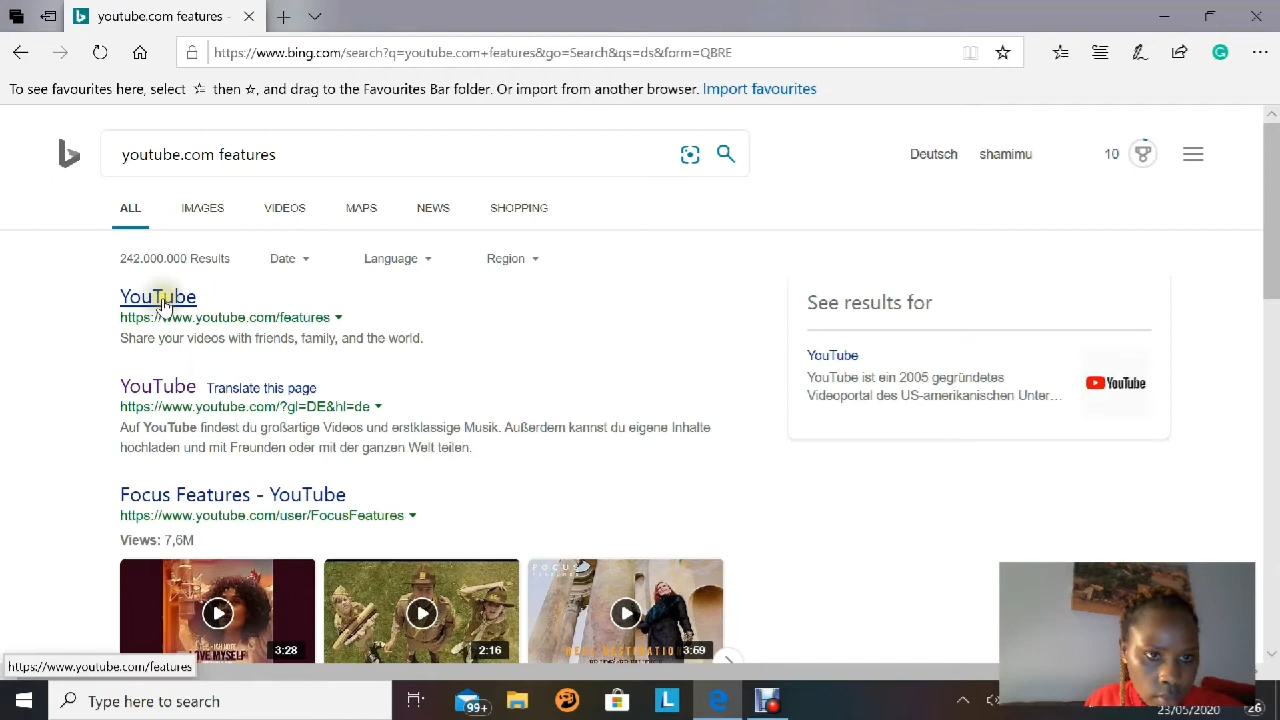 youtube.com features -
https://www.bing.com/search?q=youtube.com+features&go=Search&qs=ds&form=QBRE
To see favourites here, select ☆ then ☆, and drag to the Favourites Bar folder. Or import from another browser. Import favourites
youtube.com features
Deutsch shamimu 10
ALL IMAGES VIDEOS MAPS NEWS SHOPPING
242.000.000 Results Date Language Region
YouTube
https://www.youtube.com/features
Share your videos with friends, family, and the world.
YouTube Translate this page
https://www.youtube.com/?gl=DE&hl=de
Auf YouTube findest du großartige Videos und erstklassige Musik. Außerdem kannst du eigene Inhalte
hochladen und mit Freunden oder mit der ganzen Welt teilen.
Focus Features - YouTube
https://www.youtube.com/user/FocusFeatures
Views: 7,6M
3:28
2:16
FOCUS
3:59
See results for
YouTube
YouTube ist ein 2005 gegründetes
Videoportal des US-amerikanischen Unter...
YouTube
https://www.youtube.com/features
Type here to search
99+
L
23/05/2020
26